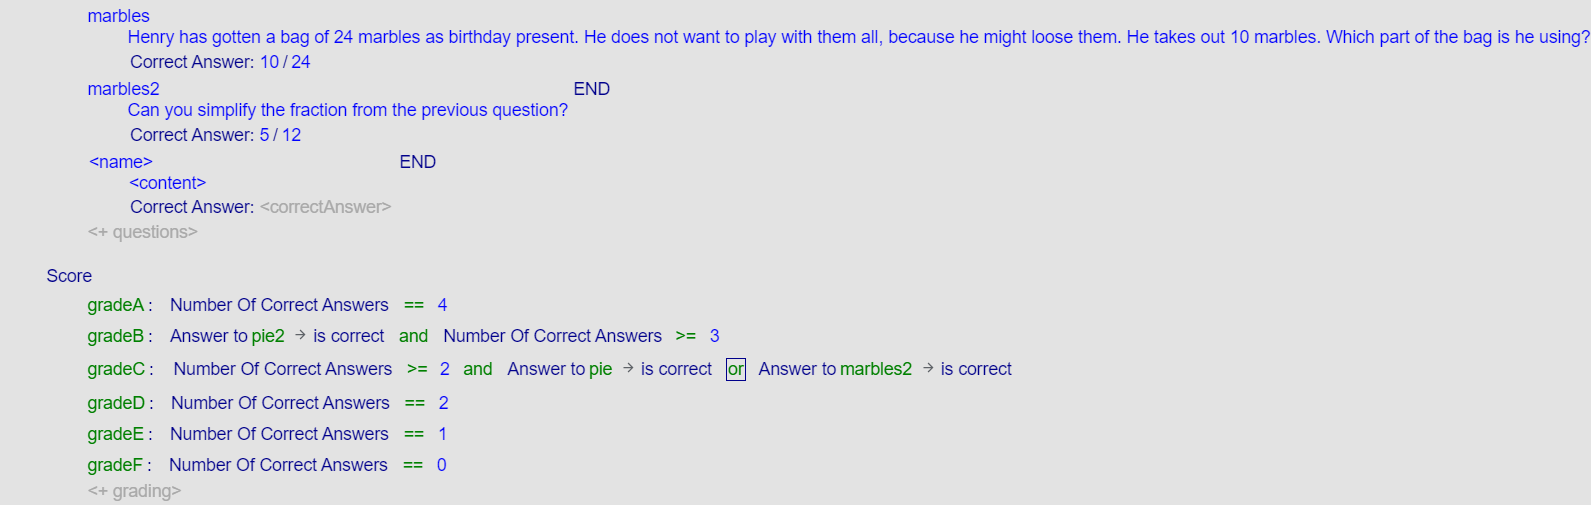 marbles
Henry has gotten a bag of 24 marbles as birthday present. He does not want to play with them all, because he might loose them. He takes out 10 marbles. Which part of the bag is he using?
Correct Answer: 10 / 24
marbles2 END
Can you simplify the fraction from the previous question?
Correct Answer: 5 / 12
<name> END
<content>
Correct Answer: <correctAnswer>
<+ questions>
Score
gradeA : Number Of Correct Answers == 4
gradeB : Answer to pie2 → is correct and Number Of Correct Answers >= 3
gradeC : Number Of Correct Answers >= 2 and Answer to pie → is correct or Answer to marbles2 → is correct
gradeD : Number Of Correct Answers == 2
gradeE : Number Of Correct Answers == 1
gradeF : Number Of Correct Answers == 0
<+ grading>